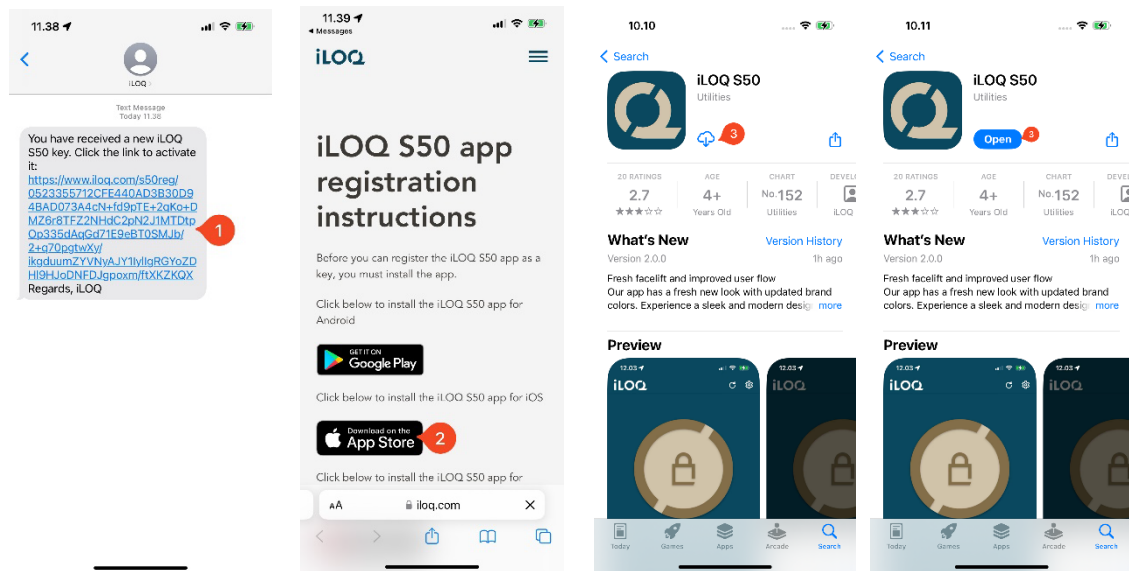 11.38
iLOQ
Text Message
Today 11.38
You have received a new iLOQ
S50 key. Click the link to activate
it:
https://www.iloq.com/s50reg/
0523355712CFE440AD3B30D9
4BAD073A4cN+fd9pTE+2qKo+D
MZ6r8TFZ2NHdC2pN2J1MTDtp
Op335dAqGd71E9eBT0SMJb/
2+q70pgtwXy/
ikgduumZYVNyAJY1IylIgRGYoZD
HI9HJoDNFDJgpoxm/ftXKZKQX
Regards, iLOQ
1
11.39
Messages
iLOQ
iLOQ S50 app
registration
instructions
Before you can register the iLOQ S50 app as a
key, you must install the app.
Click below to install the iLOQ S50 app for
Android
GET IT ON
Google Play
Click below to install the iLOQ S50 app for iOS
Download on the
App Store
2
Click below to install the iLOQ S50 app for
AA
iloq.com
10.10
Search
iLOQ S50
Utilities
3
20 RATINGS
AGE
CHART
DEVEL
2.7
4+
No.152
Years Old
Utilities
iLOQ
What's New
Version History
Version 2.0.0
1h ago
Fresh facelift and improved user flow
Our app has a fresh new look with updated brand
colors. Experience a sleek and modern desig
more
Preview
12.03
iLOQ
12.03
iLOQ
Today
Games
Apps
Arcade
Search
10.11
Search
iLOQ S50
Utilities
Open
3
20 RATINGS
AGE
CHART
DEVEL
2.7
4+
No.152
Years Old
Utilities
iLOQ
What's New
Version History
Version 2.0.0
1h ago
Fresh facelift and improved user flow
Our app has a fresh new look with updated brand
colors. Experience a sleek and modern desig
more
Preview
12.03
iLOQ
12.03
iLOQ
Today
Games
Apps
Arcade
Search